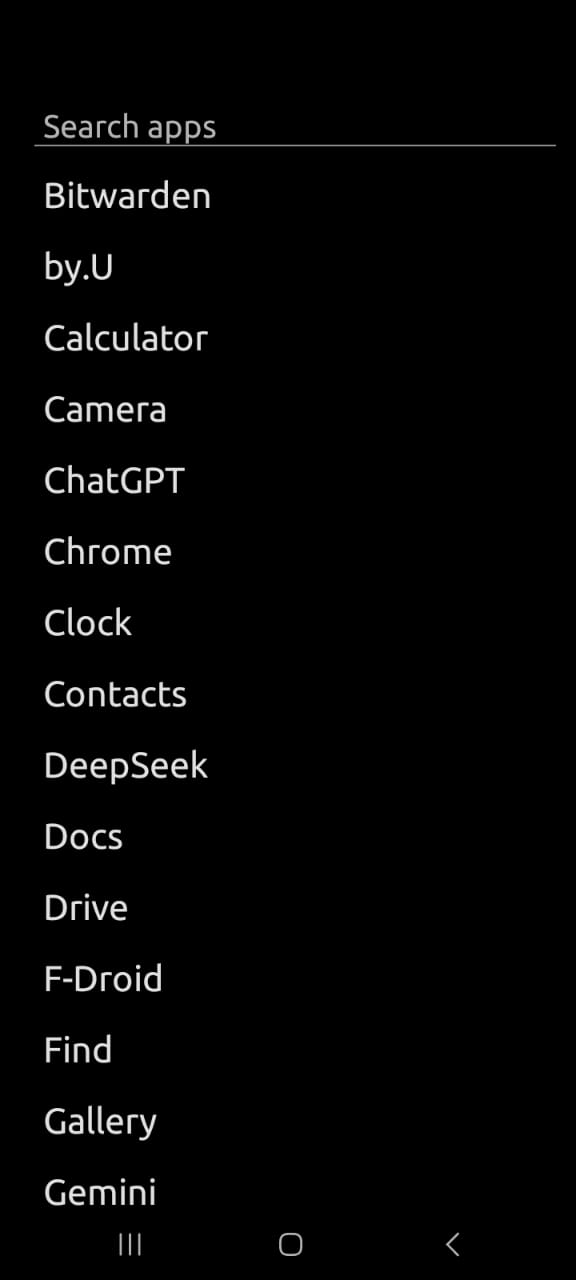 Search apps
Bitwarden
by.U
Calculator
Camera
ChatGPT
Chrome
Clock
Contacts
DeepSeek
Docs
Drive
F-Droid
Find
Gallery
Gemini